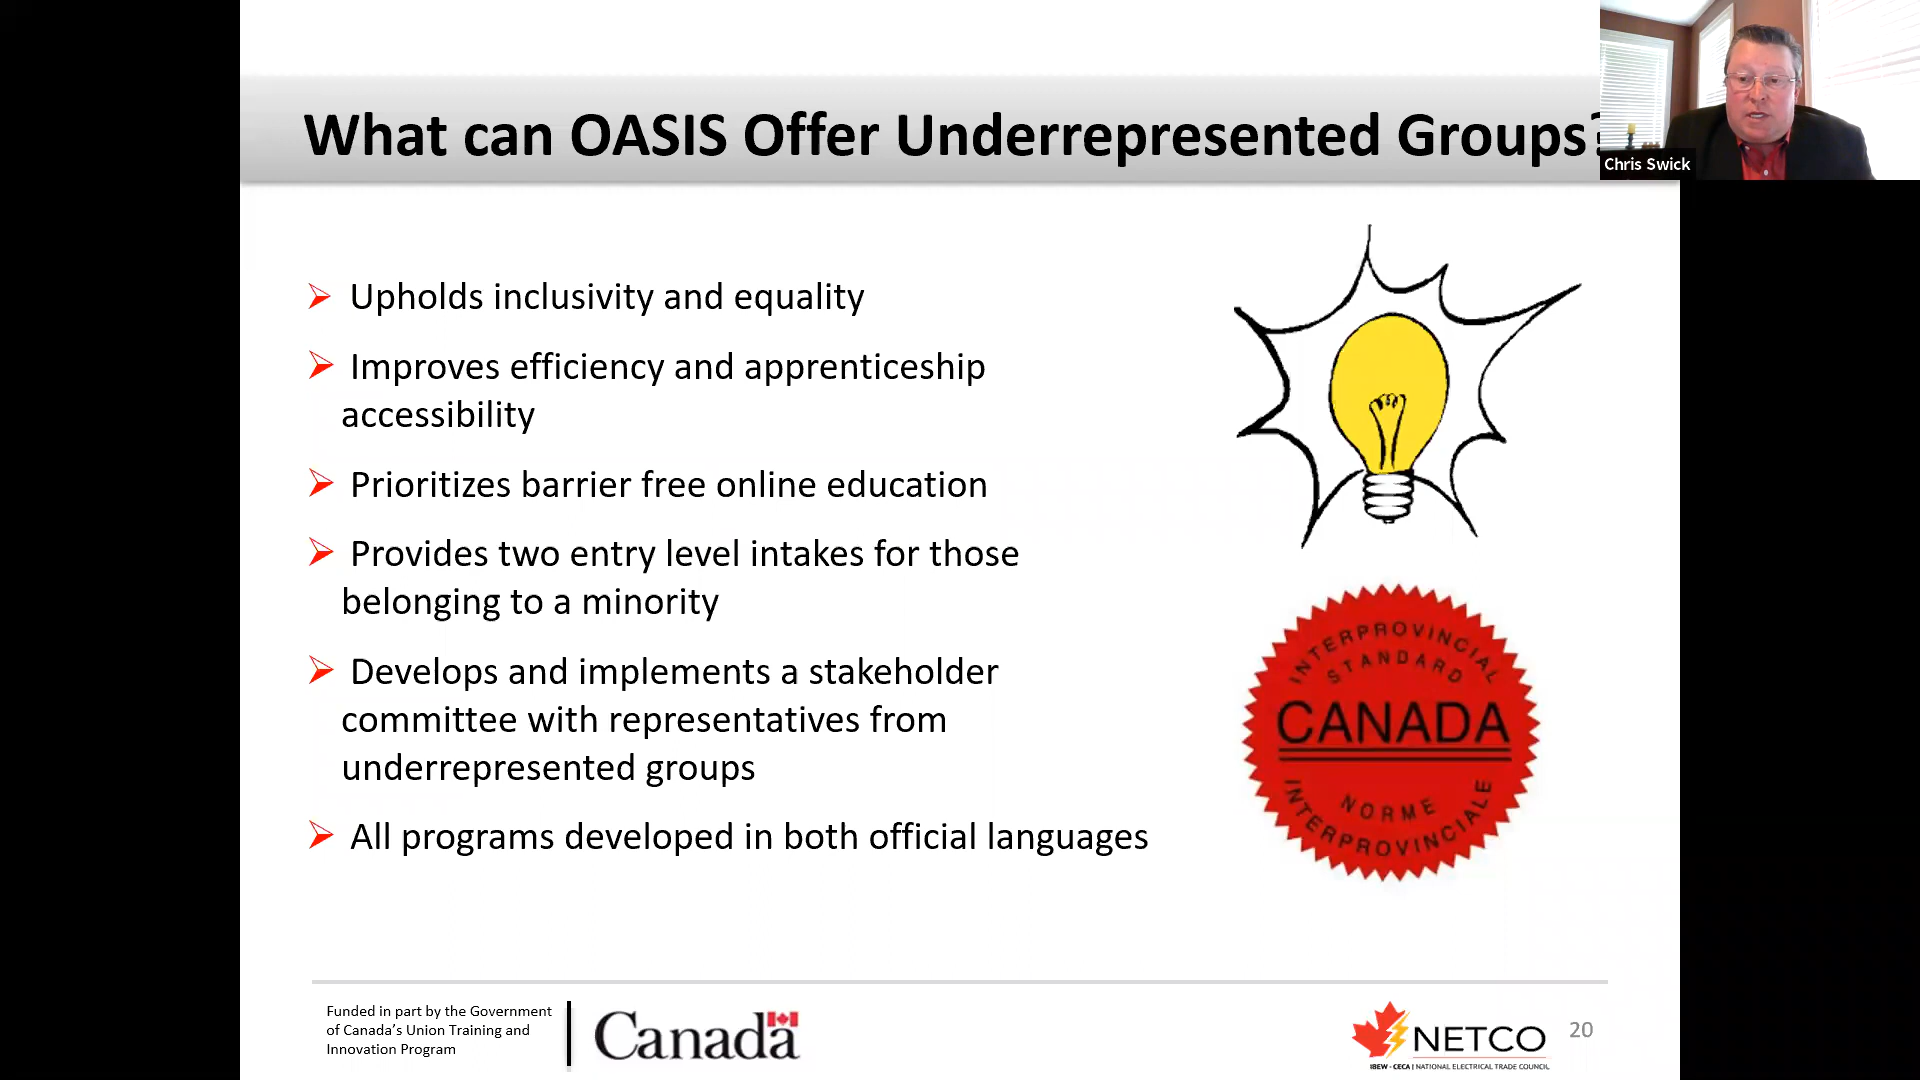 What can OASIS Offer Underrepresented Groups?
Chris Swick
➢ Upholds inclusivity and equality
➢ Improves efficiency and apprenticeship
accessibility
➢ Prioritizes barrier free online education
➢ Provides two entry level intakes for those
belonging to a minority
➢ Develops and implements a stakeholder
committee with representatives from
underrepresented groups
➢ All programs developed in both official languages
INTERPROVINCIAL
STANDARD
CANADA
NORME
INTERPROVINCIALE
Funded in part by the Government
of Canada’s Union Training and
Innovation Program
Canada
NETCO
IBEW - CECA | NATIONAL ELECTRICAL TRADE COUNCIL
20